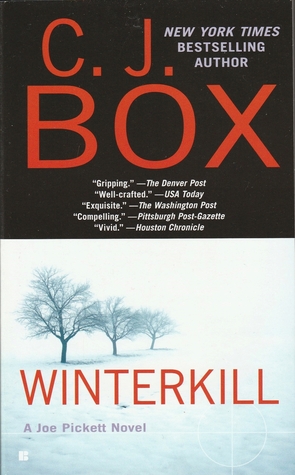 C. J.
NEW YORK TIMES
BESTSELLING
AUTHOR
BOX
“Gripping.” —The Denver Post
“Well-crafted.” —USA Today
“Exquisite.” —The Washington Post
“Compelling.” —Pittsburgh Post-Gazette
“Vivid.” —Houston Chronicle
WINTERKILL
A Joe Pickett Novel
B